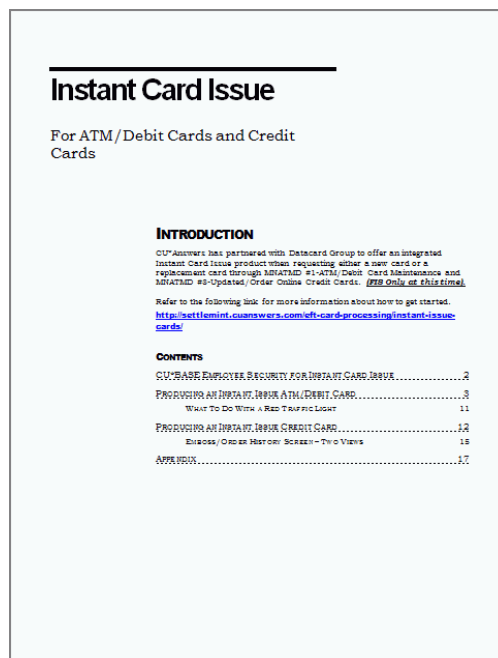 Instant Card Issue
For ATM/Debit Cards and Credit
Cards
INTRODUCTION
CU*Answers has partnered with Datacard Group to offer an integrated
Instant Card Issue product when requesting either a new card or a
replacement card through MNATMD #1-ATM/Debit Card Maintenance and
MNATMD #8-Updated/Order Online Credit Cards. (FIS Only at this time).
Refer to the following link for more information about how to get started.
http://settlemint.cuanswers.com/eft-card-processing/instant-issue-
cards/
CONTENTS
CU*BASE EMPLOYEE SECURITY FOR INSTANT CARD ISSUE 2
PRODUCING AN INSTANT ISSUE ATM/DEBIT CARD 3
WHAT TO DO WITH A RED TRAFFIC LIGHT 11
PRODUCING AN INSTANT ISSUE CREDIT CARD 12
EMBOSS/ORDER HISTORY SCREEN – TWO VIEWS 15
APPENDIX 17